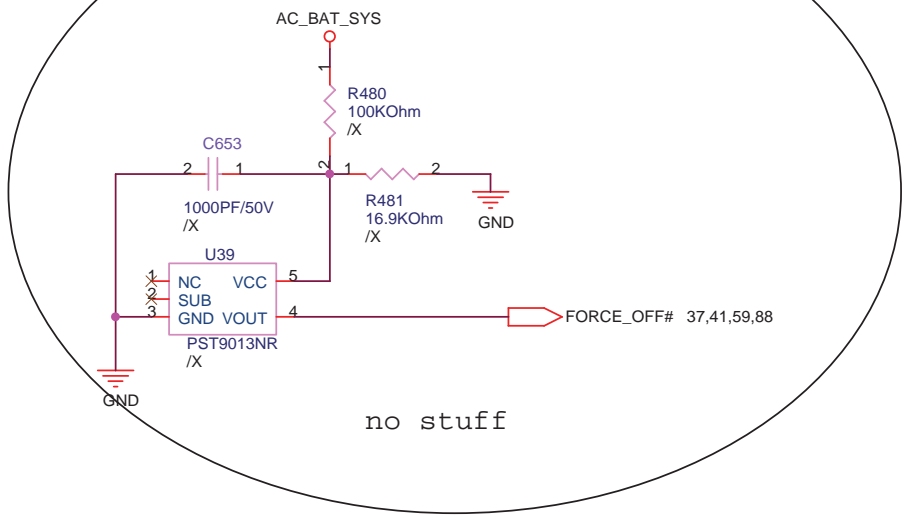 AC_BAT_SYS
1
R480
100KOhm
/X
2
C653
2 1
1000PF/50V
/X
1 2
R481
16.9KOhm
/X
GND
U39
1 NC VCC 5
2 SUB
3 GND VOUT 4
PST9013NR
/X
FORCE_OFF# 37,41,59,88
GND
no stuff